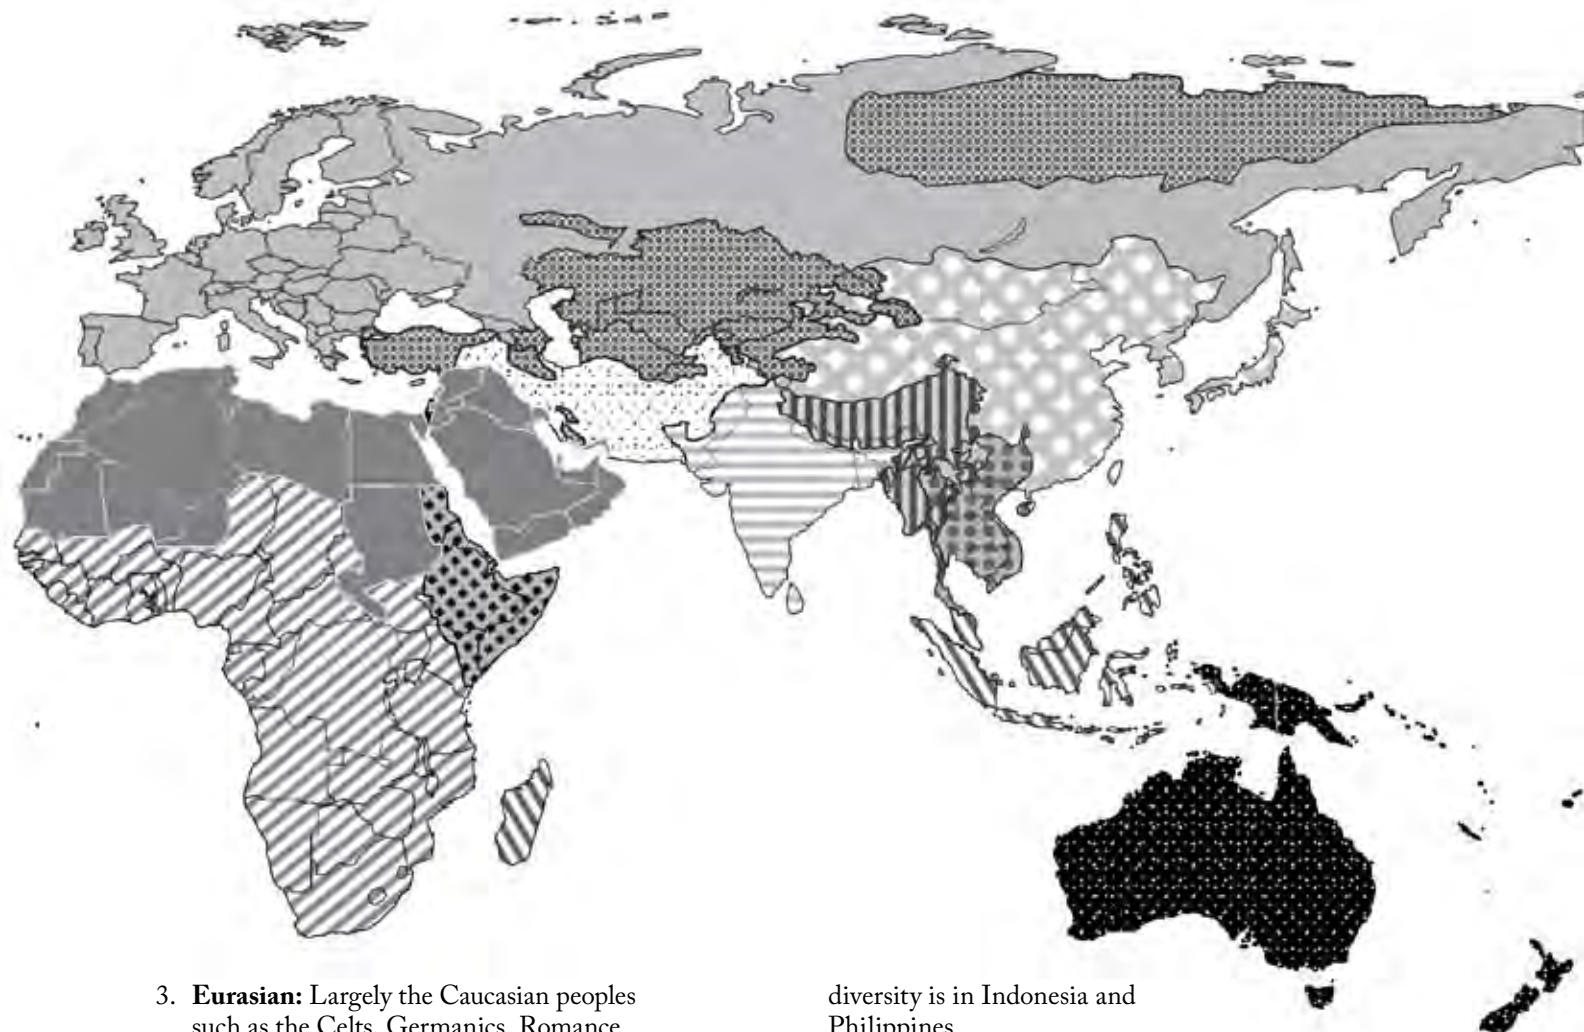 3. Eurasian: Largely the Caucasian peoples
such as the Celts, Germanics, Romance,
diversity is in Indonesia and
Philippines